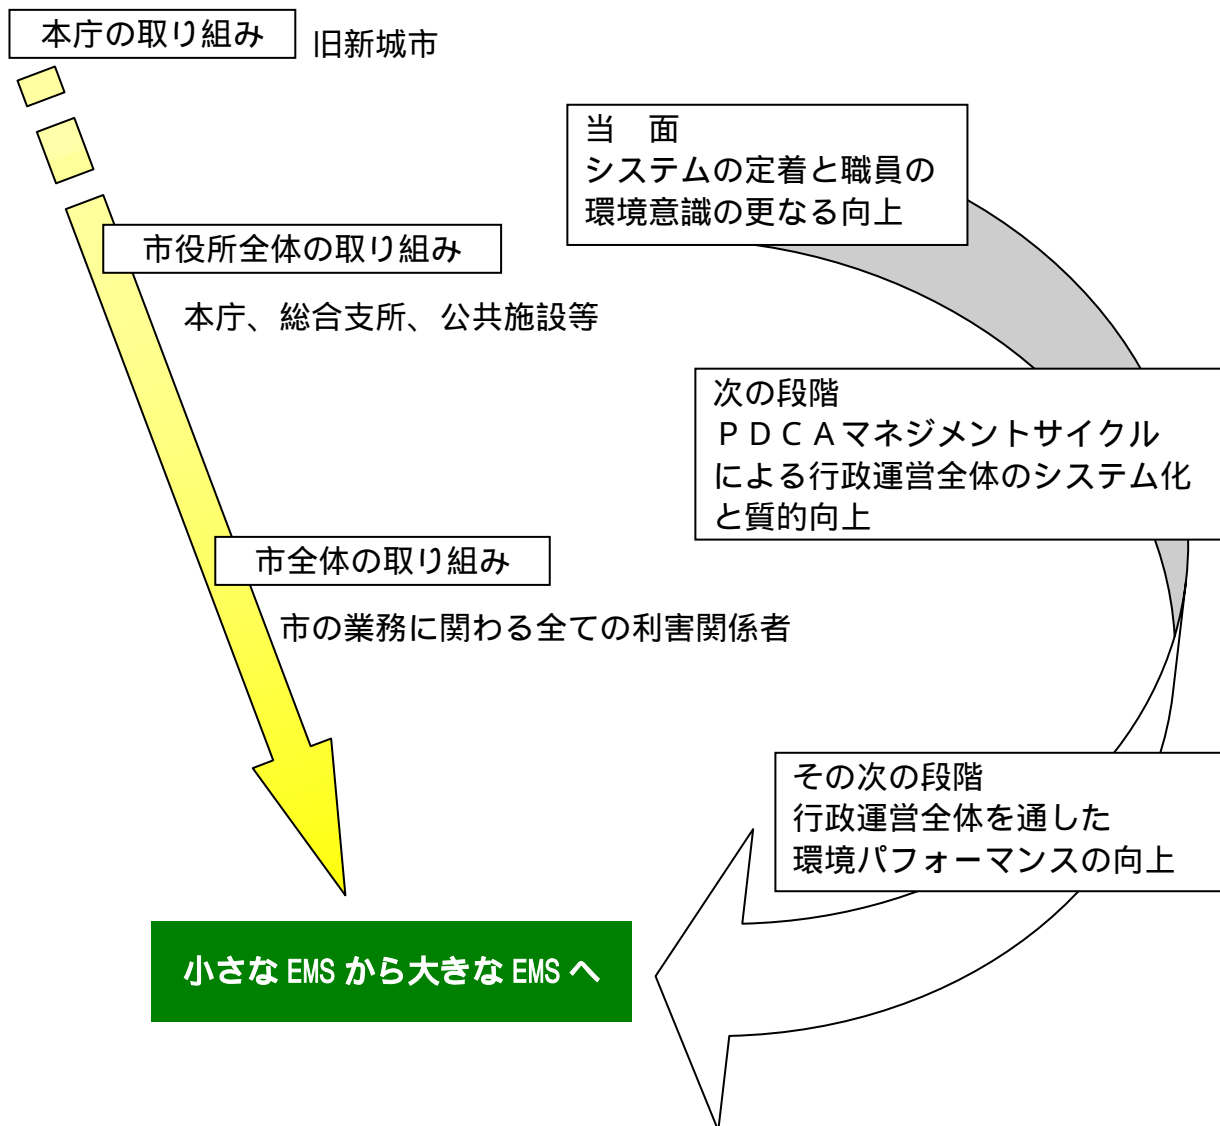 本庁の取り組み
旧新城市
市役所全体の取り組み
本庁、総合支所、公共施設等
市全体の取り組み
市の業務に関わる全ての利害関係者
当　面
システムの定着と職員の
環境意識の更なる向上
次の段階
ＰＤＣＡマネジメントサイクル
による行政運営全体のシステム化
と質的向上
その次の段階
行政運営全体を通した
環境パフォーマンスの向上
小さな EMS から大きな EMS へ